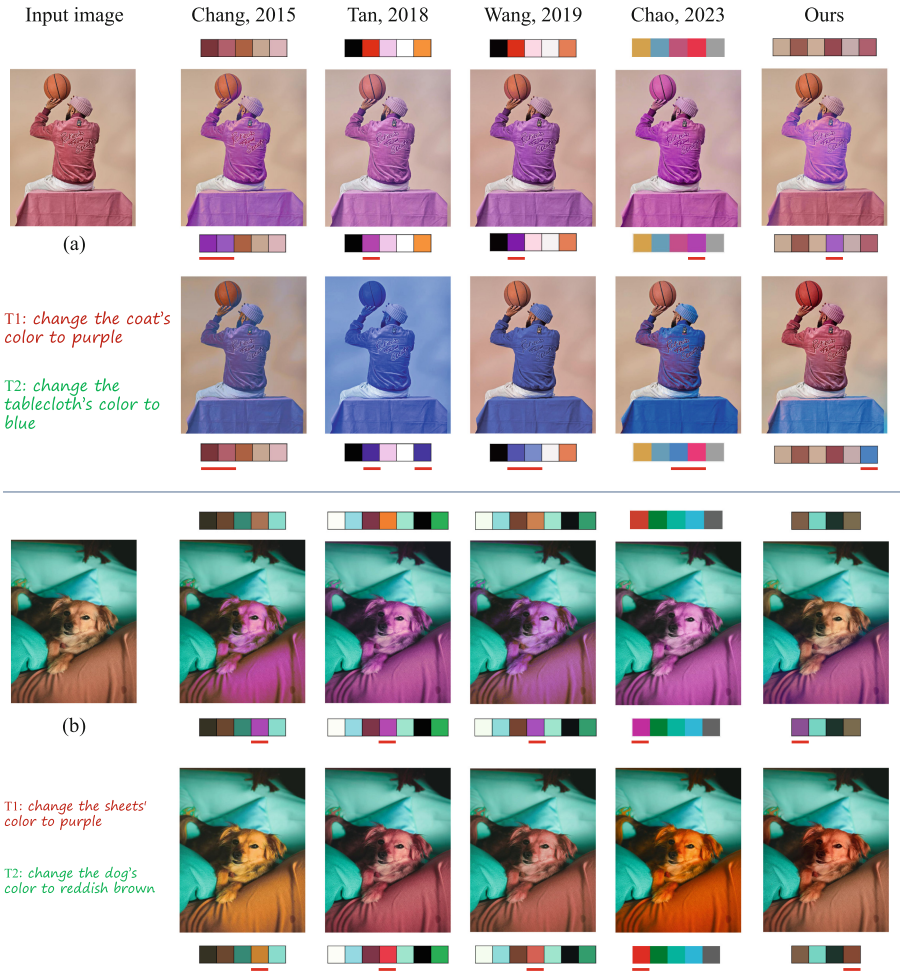 Input image
Chang, 2015
Tan, 2018
Wang, 2019
Chao, 2023
Ours
(a)
T1: change the coat's
color to purple
T2: change the
tablecloth's color to
blue
(b)
T1: change the sheets'
color to purple
T2: change the dog's
color to reddish brown